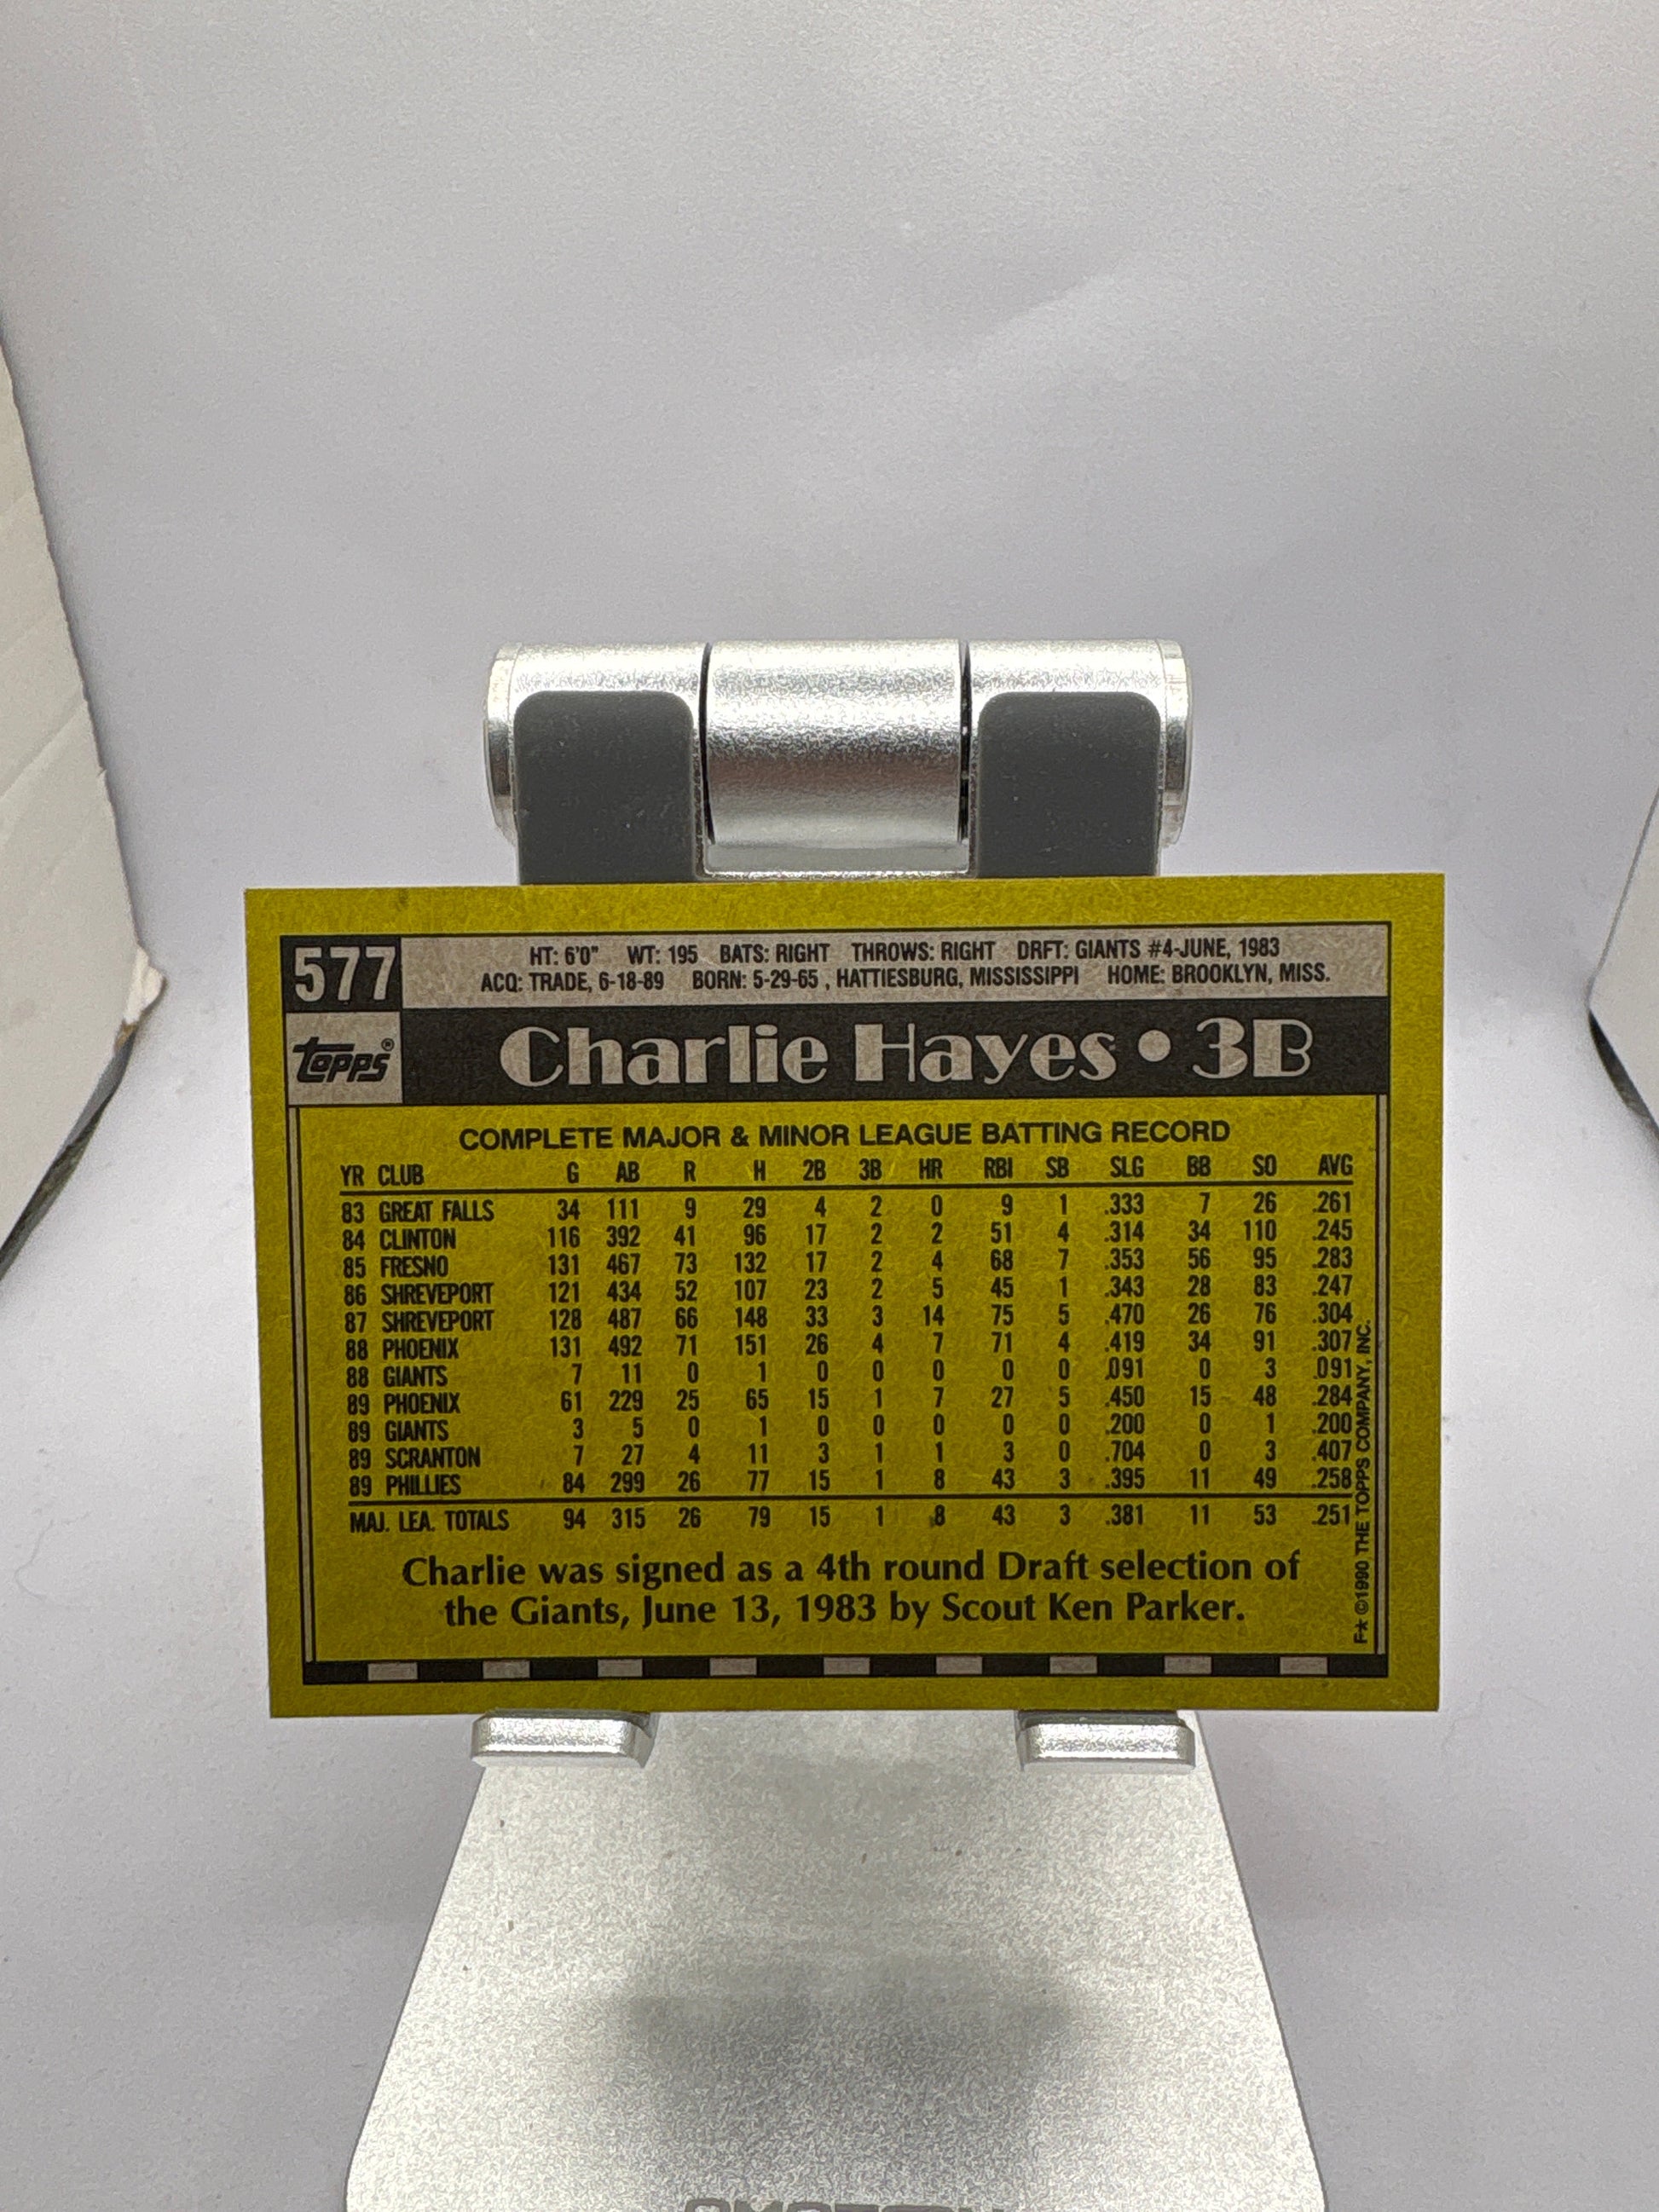 577
HT: 6'0" WT: 195 BATS: RIGHT THROWS: RIGHT DRFT: GIANTS #4-JUNE, 1983
ACQ: TRADE, 6-18-89 BORN: 5-29-65 , HATTIESBURG, MISSISSIPPI HOME: BROOKLYN, MISS.
Topps®
Charlie Hayes • 3B
COMPLETE MAJOR & MINOR LEAGUE BATTING RECORD
YR CLUB G AB R H 2B 3B HR RBI SB SLG BB SO AVG
83 GREAT FALLS 34 111 9 29 4 2 0 9 1 .333 7 26 .261
84 CLINTON 116 392 41 96 17 2 2 51 4 .314 34 110 .245
85 FRESNO 131 467 73 132 17 2 4 68 7 .353 56 95 .283
86 SHREVEPORT 121 434 52 107 23 2 5 45 1 .343 28 83 .247
87 SHREVEPORT 128 487 66 148 33 3 14 75 5 .470 26 76 .304
88 PHOENIX 131 492 71 151 26 4 7 71 4 .419 34 91 .307
88 GIANTS 7 11 0 1 0 0 0 0 0 .091 0 3 .091
89 PHOENIX 61 229 25 65 15 1 7 27 5 .450 15 48 .284
89 GIANTS 3 5 0 1 0 0 0 0 0 .200 0 1 .200
89 SCRANTON 7 27 4 11 3 1 1 3 0 .704 0 3 .407
89 PHILLIES 84 299 26 77 15 1 8 43 3 .395 11 49 .258
MAJ. LEA. TOTALS 94 315 26 79 15 1 8 43 3 .381 11 53 .251
Charlie was signed as a 4th round Draft selection of
the Giants, June 13, 1983 by Scout Ken Parker.
F★ ©1990 THE TOPPS COMPANY, INC.